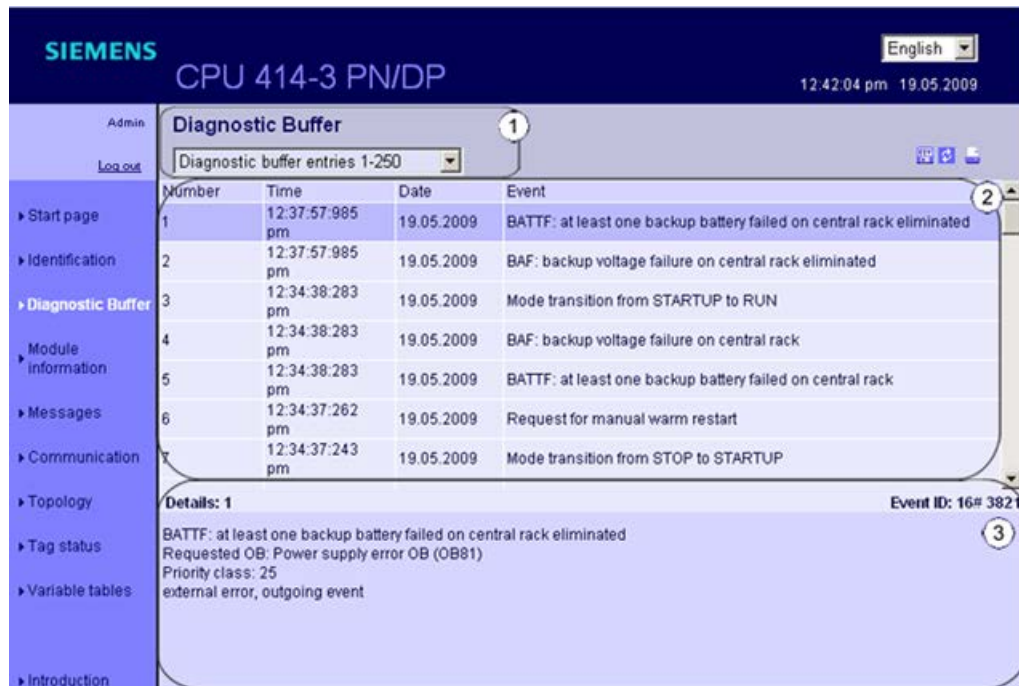 SIEMENS
CPU 414-3 PN/DP
English
12:42:04 pm 19.05.2009
Admin
Log out
Diagnostic Buffer
1
Diagnostic buffer entries 1-250
Start page
Identification
Diagnostic Buffer
Module
information
Messages
Communication
Topology
Tag status
Variable tables
Introduction
Number Time Date Event
2
1 12:37:57:985 pm 19.05.2009 BATTF: at least one backup battery failed on central rack eliminated
2 12:37:57:985 pm 19.05.2009 BAF: backup voltage failure on central rack eliminated
3 12:34:38:283 pm 19.05.2009 Mode transition from STARTUP to RUN
4 12:34:38:283 pm 19.05.2009 BAF: backup voltage failure on central rack
5 12:34:38:283 pm 19.05.2009 BATTF: at least one backup battery failed on central rack
6 12:34:37:262 pm 19.05.2009 Request for manual warm restart
7 12:34:37:243 pm 19.05.2009 Mode transition from STOP to STARTUP
Details: 1 Event ID: 16# 3821
3
BATTF: at least one backup battery failed on central rack eliminated
Requested OB: Power supply error OB (OB81)
Priority class: 25
external error, outgoing event